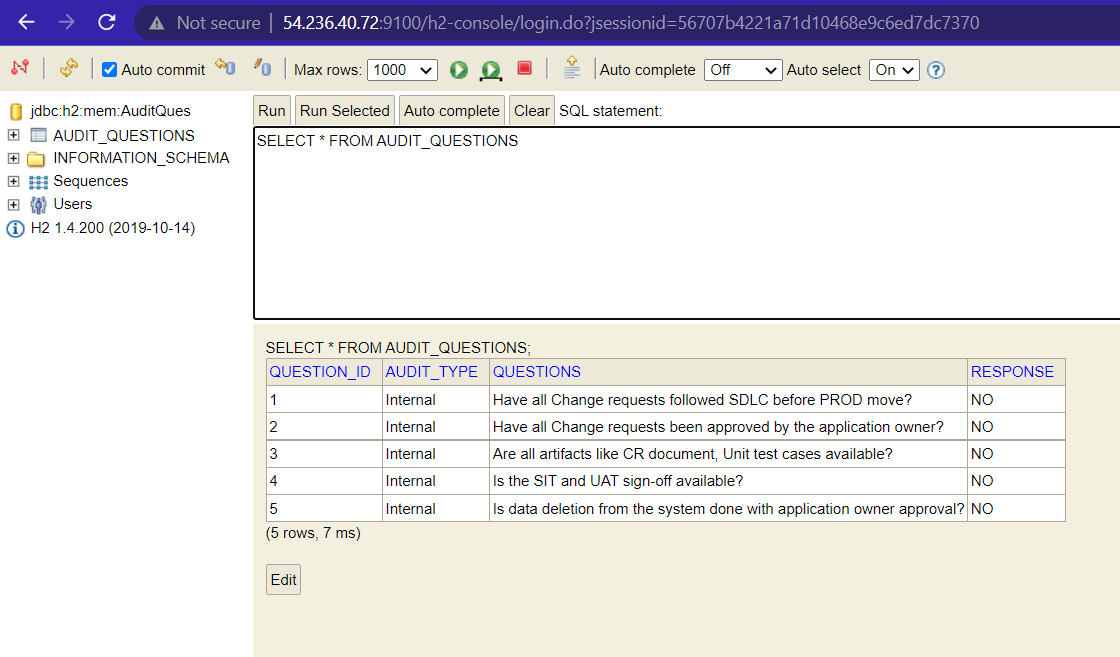 Not secure | 54.236.40.72:9100/h2-console/login.do?jsessionid=56707b4221a71d10468e9c6ed7dc7370
Auto commit Max rows: 1000 Auto complete Off Auto select On ?
jdbc:h2:mem:AuditQues
AUDIT_QUESTIONS
INFORMATION_SCHEMA
Sequences
Users
H2 1.4.200 (2019-10-14)
Run Run Selected Auto complete Clear SQL statement:
SELECT * FROM AUDIT_QUESTIONS
SELECT * FROM AUDIT_QUESTIONS;
QUESTION_ID AUDIT_TYPE QUESTIONS RESPONSE
1 Internal Have all Change requests followed SDLC before PROD move? NO
2 Internal Have all Change requests been approved by the application owner? NO
3 Internal Are all artifacts like CR document, Unit test cases available? NO
4 Internal Is the SIT and UAT sign-off available? NO
5 Internal Is data deletion from the system done with application owner approval? NO
(5 rows, 7 ms)
Edit